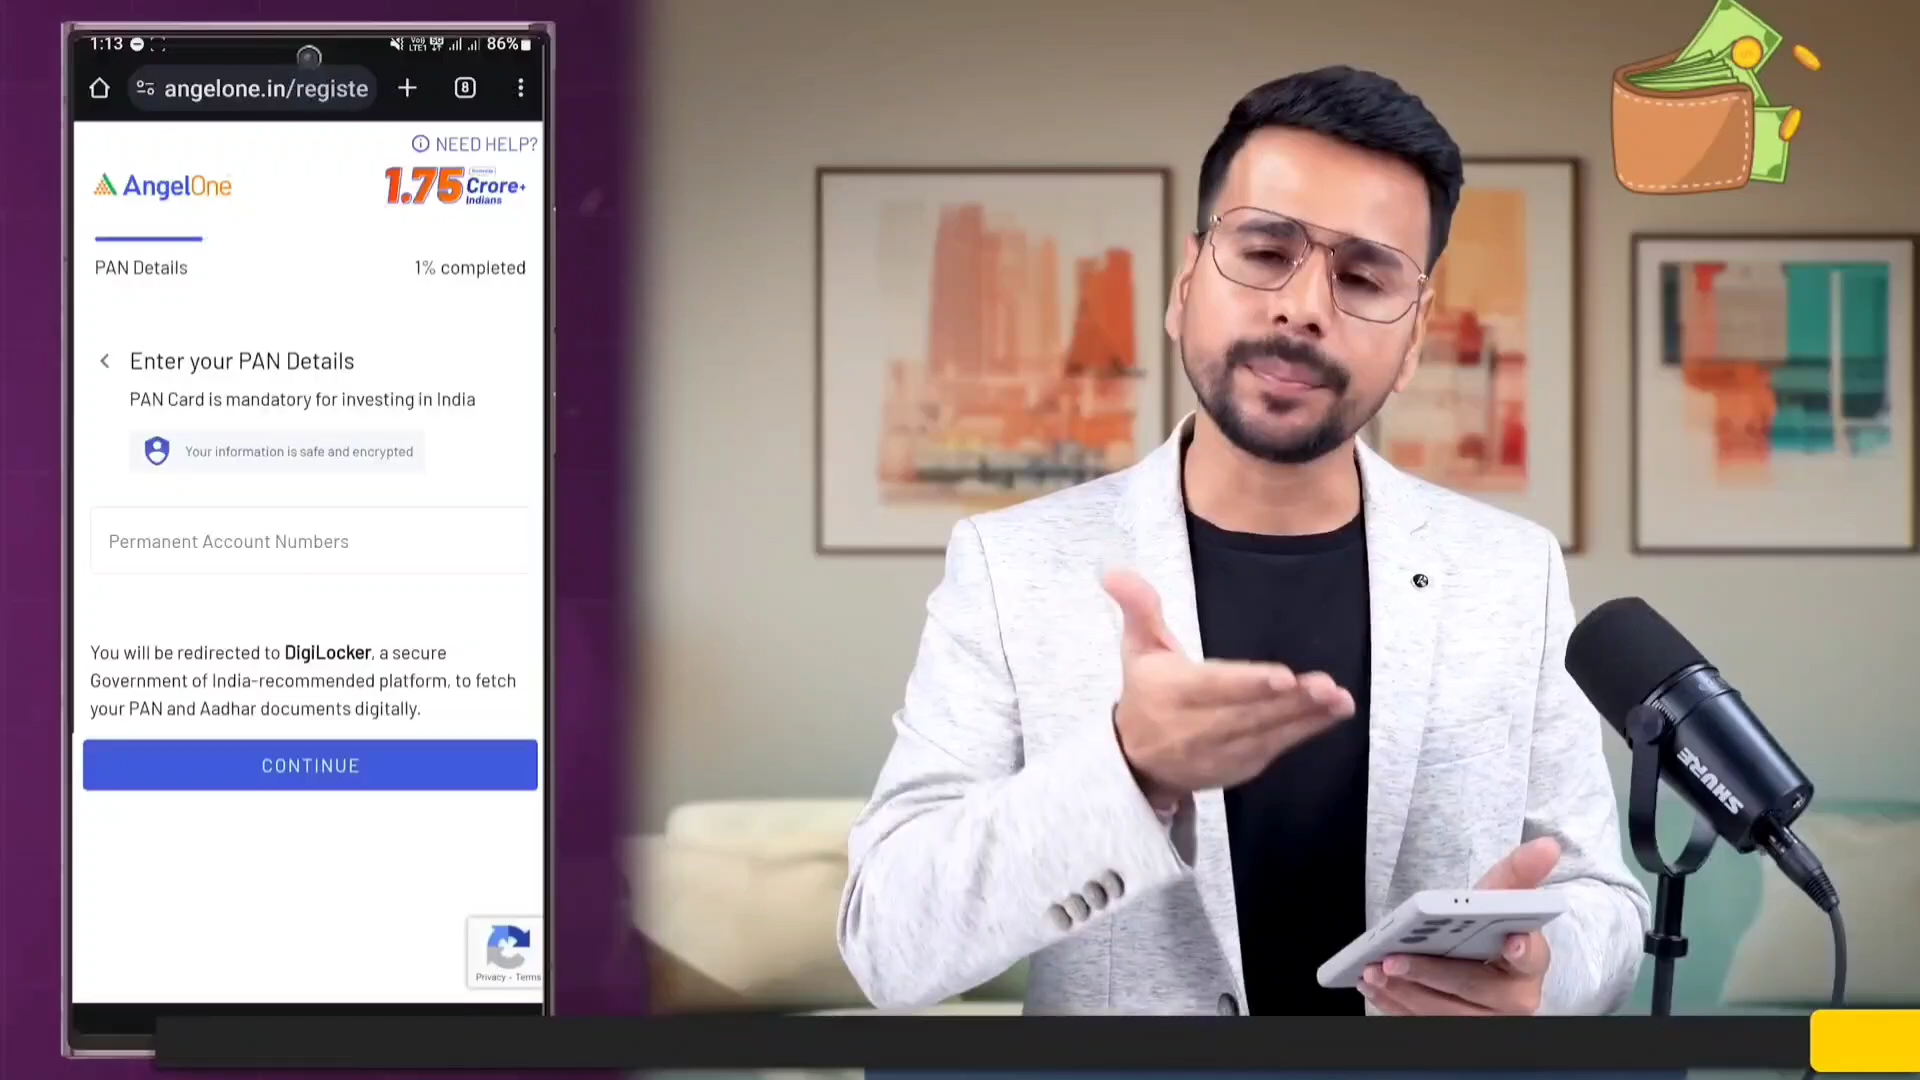 1:13
86%
angelone.in/registe
8
NEED HELP?
AngelOne
1.75 Crore+
Indians
PAN Details
1% completed
Enter your PAN Details
PAN Card is mandatory for investing in India
Your information is safe and encrypted
Permanent Account Numbers
You will be redirected to DigiLocker, a secure
Government of India-recommended platform, to fetch
your PAN and Aadhar documents digitally.
CONTINUE
Privacy - Terms
SHURE